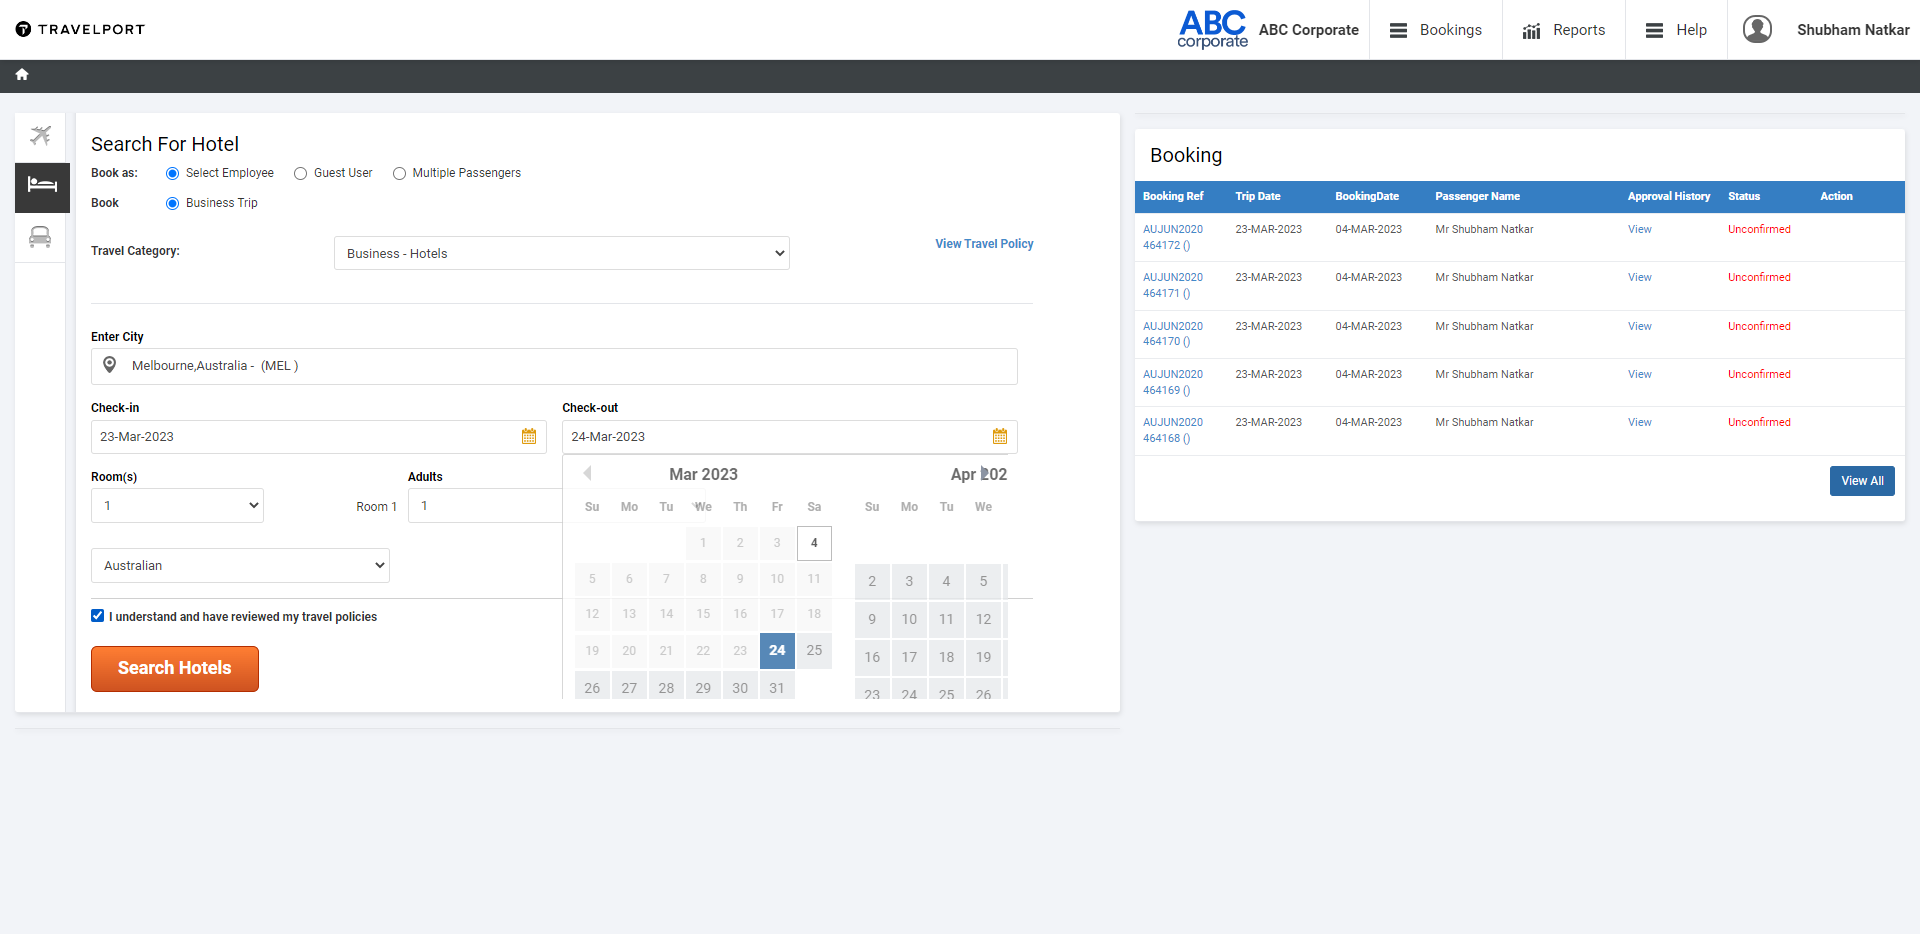 TRAVELPORT
ABC corporate
ABC Corporate
Bookings
Reports
Help
Shubham Natkar
Search For Hotel
Book as: Select Employee Guest User Multiple Passengers
Book Business Trip
Travel Category: Business - Hotels View Travel Policy
Enter City
Melbourne,Australia - (MEL )
Check-in Check-out
23-Mar-2023 24-Mar-2023
Room(s) Adults
1 Room 1 1
Australian
I understand and have reviewed my travel policies
Search Hotels
Mar 2023
Su Mo Tu We Th Fr Sa
1 2 3 4
5 6 7 8 9 10 11
12 13 14 15 16 17 18
19 20 21 22 23 24 25
26 27 28 29 30 31
Apr 202
Su Mo Tu We
2 3 4 5
9 10 11 12
16 17 18 19
23 24 25 26
Booking
Booking Ref Trip Date BookingDate Passenger Name Approval History Status Action
AUJUN2020 23-MAR-2023 04-MAR-2023 Mr Shubham Natkar View Unconfirmed
464172 ()
AUJUN2020 23-MAR-2023 04-MAR-2023 Mr Shubham Natkar View Unconfirmed
464171 ()
AUJUN2020 23-MAR-2023 04-MAR-2023 Mr Shubham Natkar View Unconfirmed
464170 ()
AUJUN2020 23-MAR-2023 04-MAR-2023 Mr Shubham Natkar View Unconfirmed
464169 ()
AUJUN2020 23-MAR-2023 04-MAR-2023 Mr Shubham Natkar View Unconfirmed
464168 ()
View All